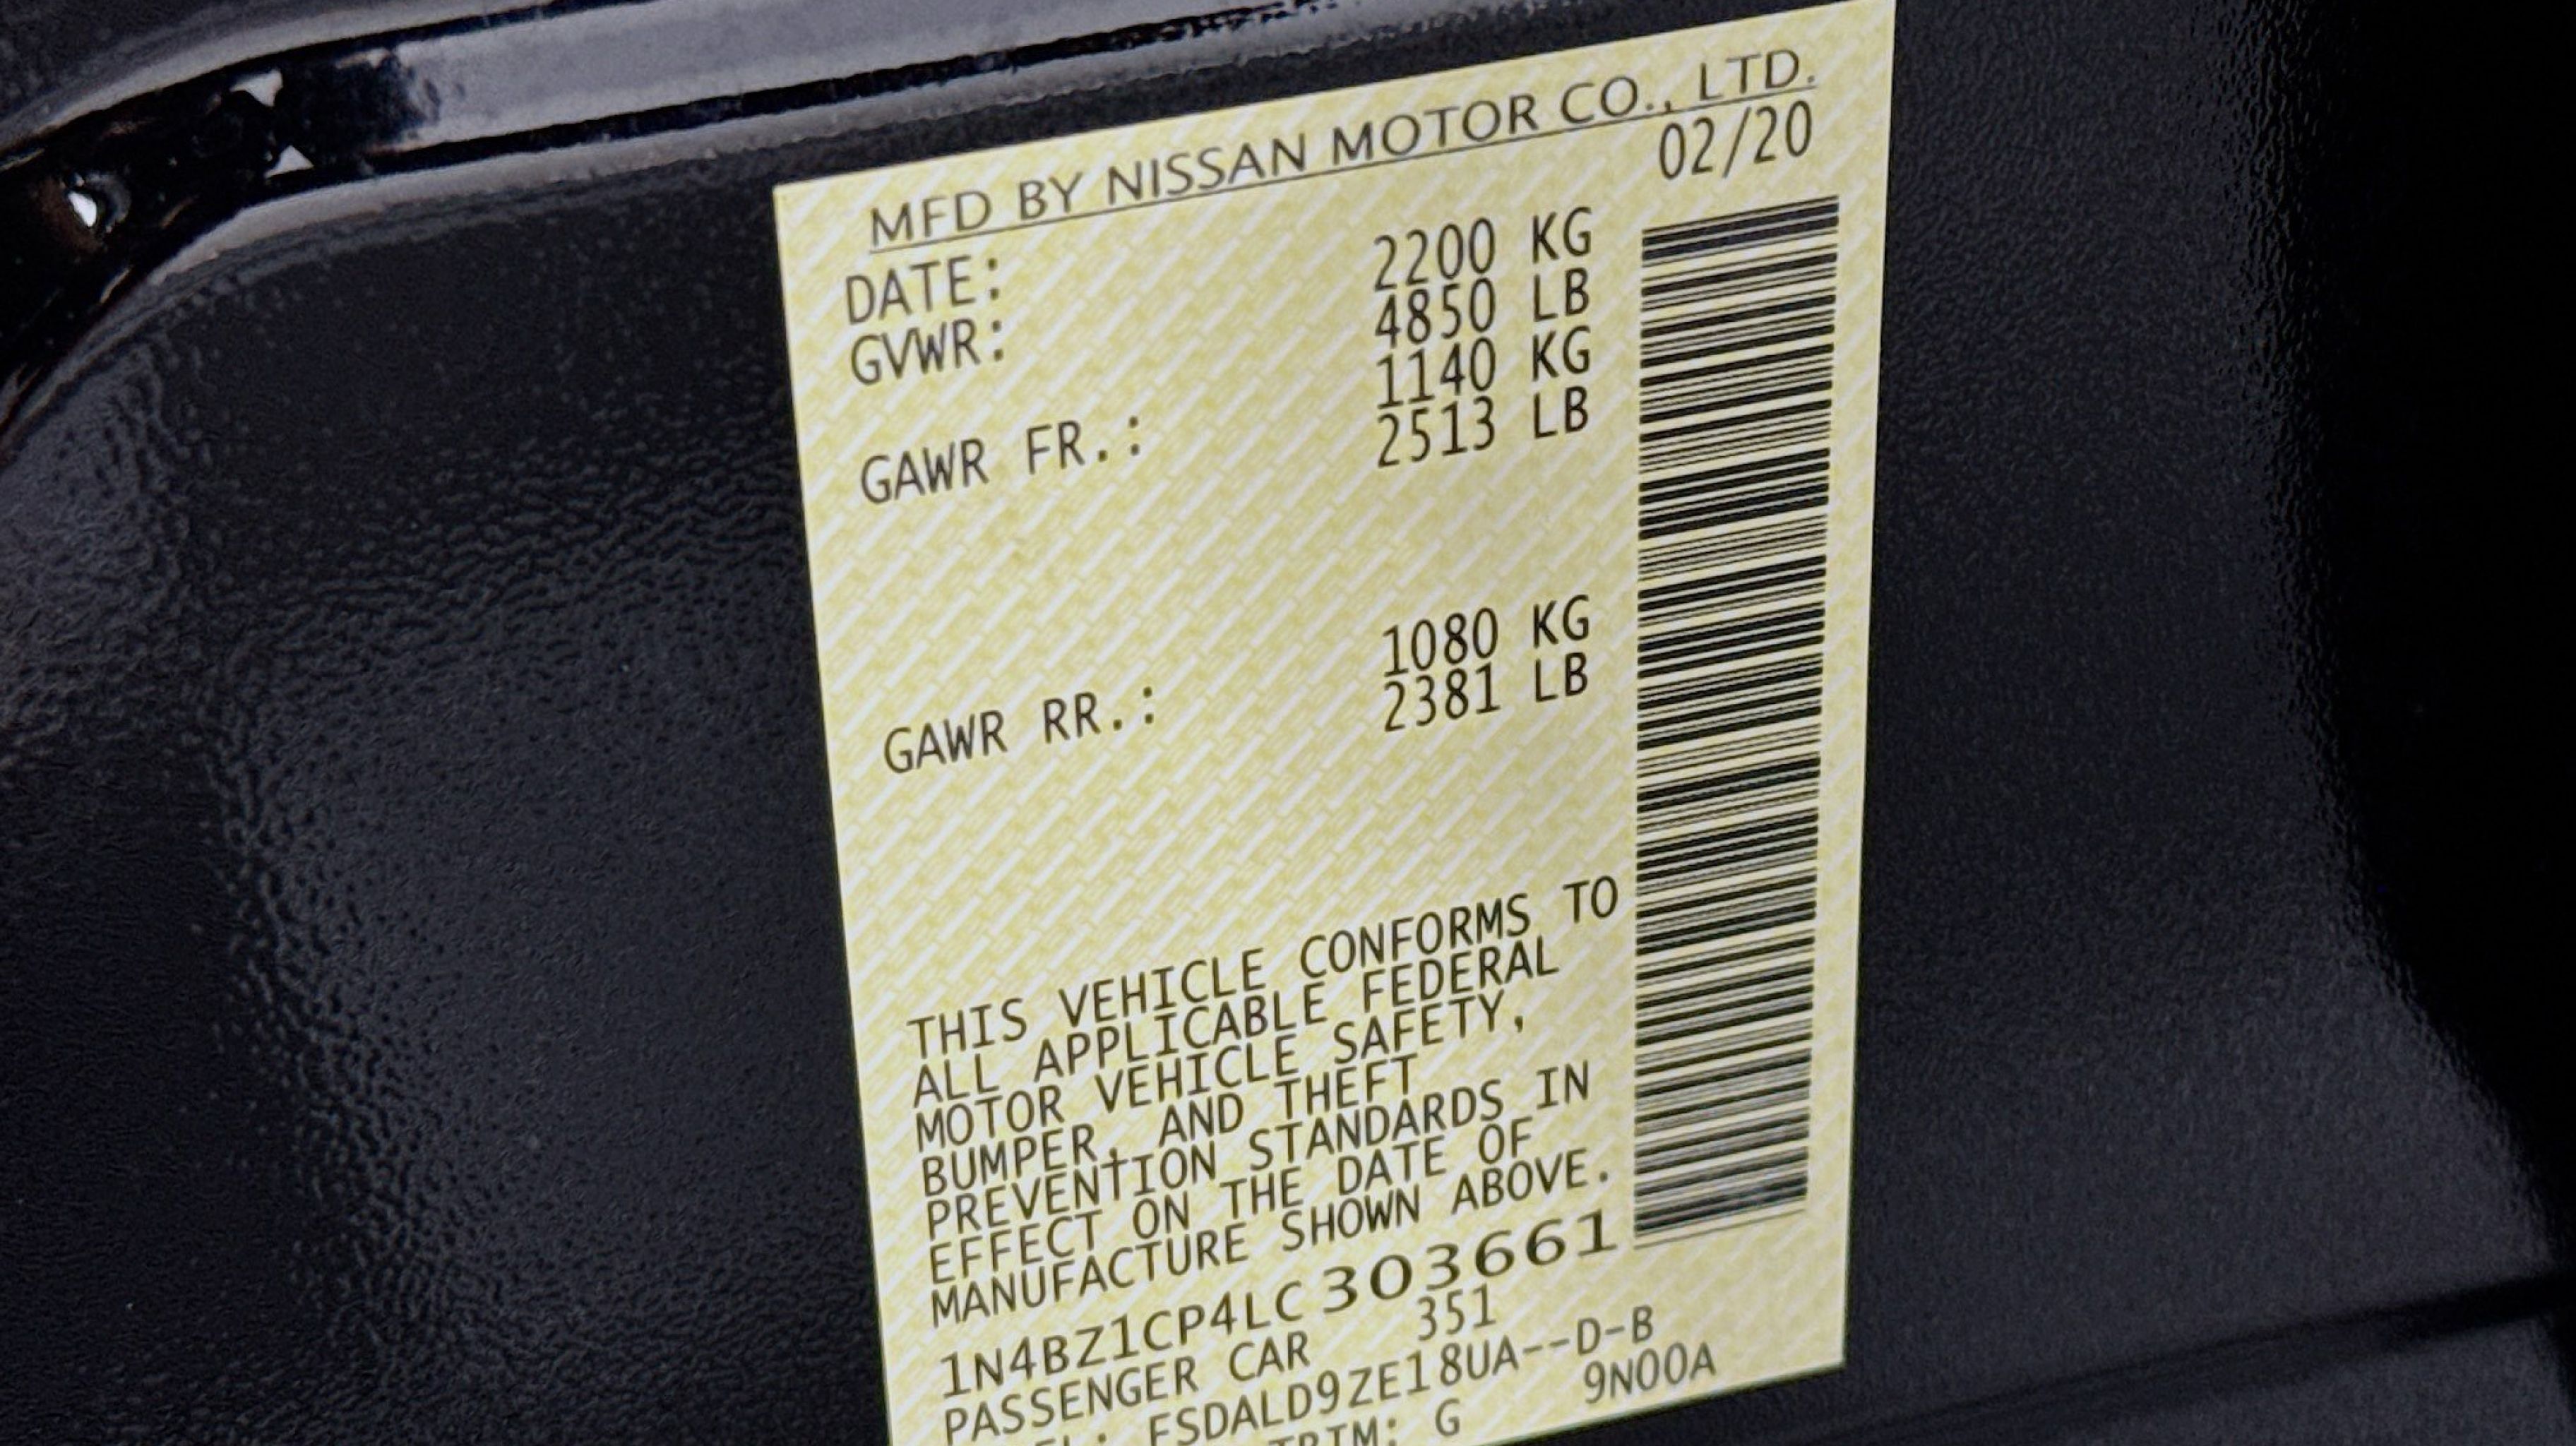 MFD BY NISSAN MOTOR CO., LTD.
DATE: 02/20
GVWR: 2200 KG
4850 LB
GAWR FR.: 1140 KG
2513 LB
GAWR RR.: 1080 KG
2381 LB
THIS VEHICLE CONFORMS TO
ALL APPLICABLE FEDERAL
MOTOR VEHICLE SAFETY,
BUMPER, AND THEFT
PREVENTION STANDARDS IN
EFFECT ON THE DATE OF
MANUFACTURE SHOWN ABOVE.
1N4BZ1CP4LC303661
PASSENGER CAR 351
FSDALD9ZE18UA--D-B
TRIM: G 9N00A